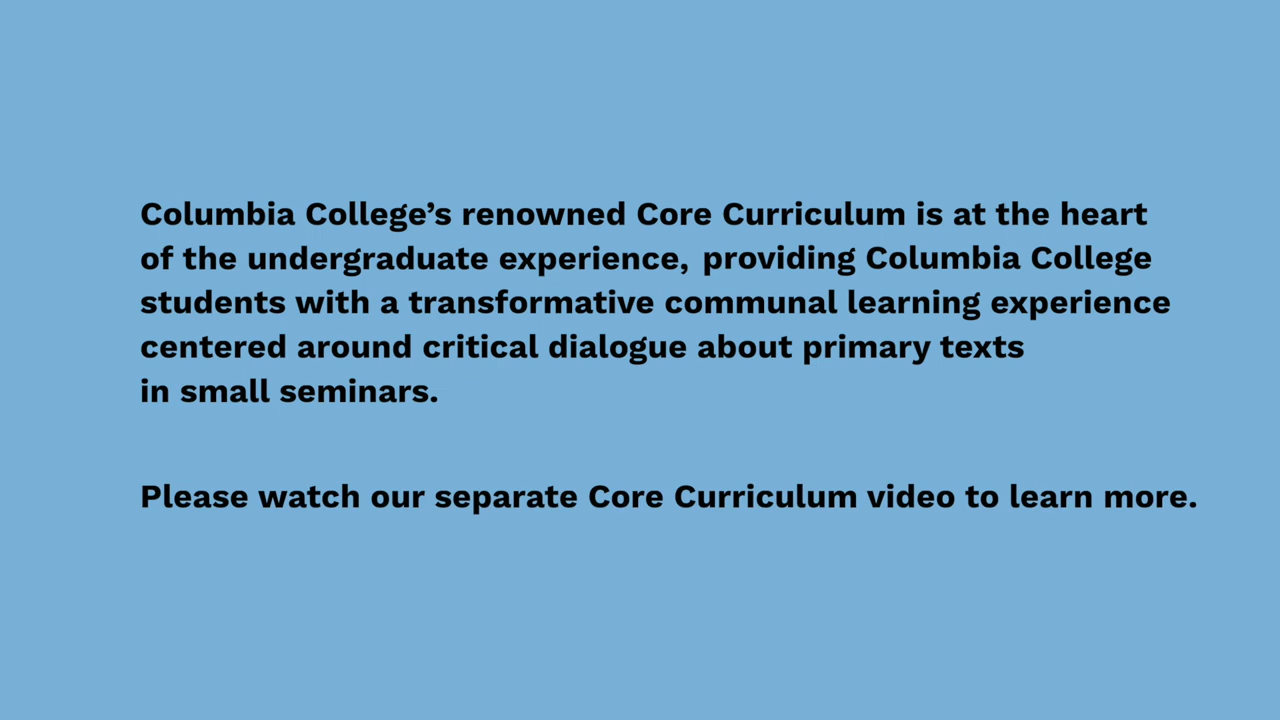 Columbia College’s renowned Core Curriculum is at the heart
of the undergraduate experience, providing Columbia College
students with a transformative communal learning experience
centered around critical dialogue about primary texts
in small seminars.
Please watch our separate Core Curriculum video to learn more.